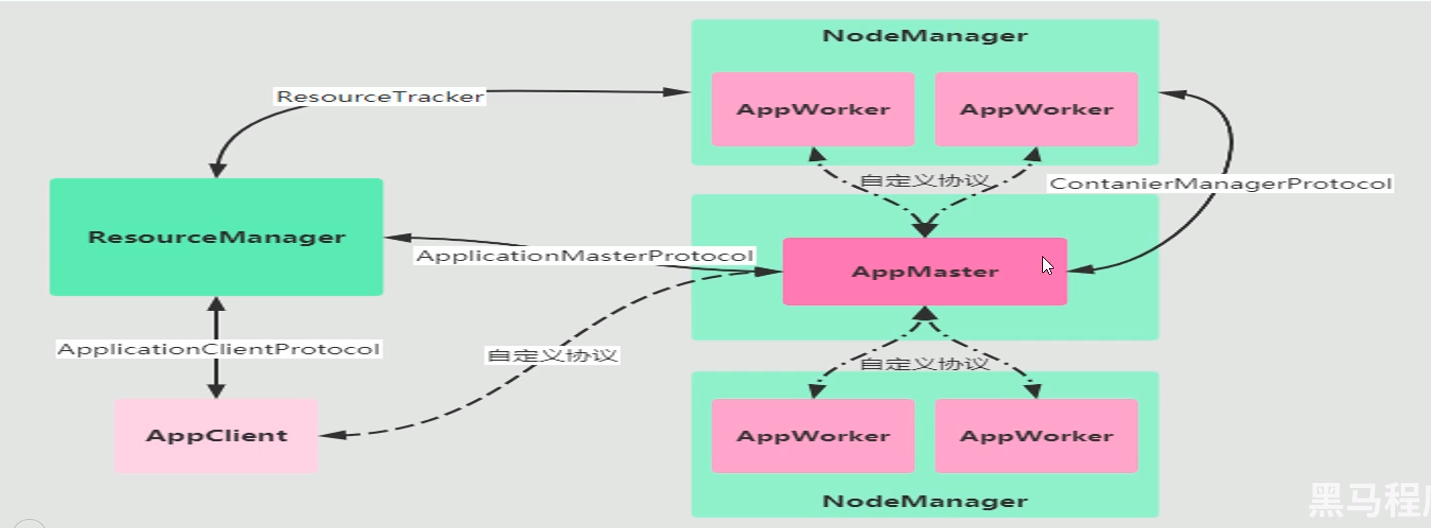 NodeManager
ResourceTracker
AppWorker AppWorker
自定义协议
ContanierManagerProtocol
ResourceManager
ApplicationMasterProtocol
AppMaster
ApplicationClientProtocol
自定义协议
自定义协议
AppClient
AppWorker AppWorker
NodeManager
黑马程